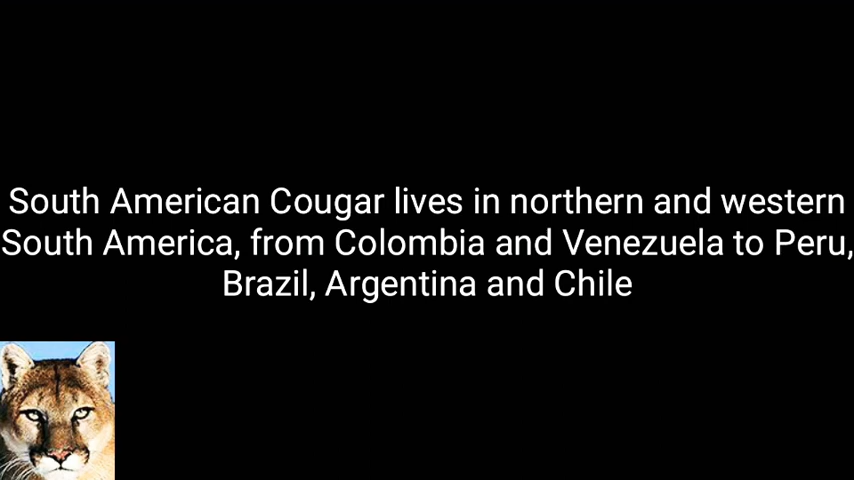 South American Cougar lives in northern and western
South America, from Colombia and Venezuela to Peru,
Brazil, Argentina and Chile